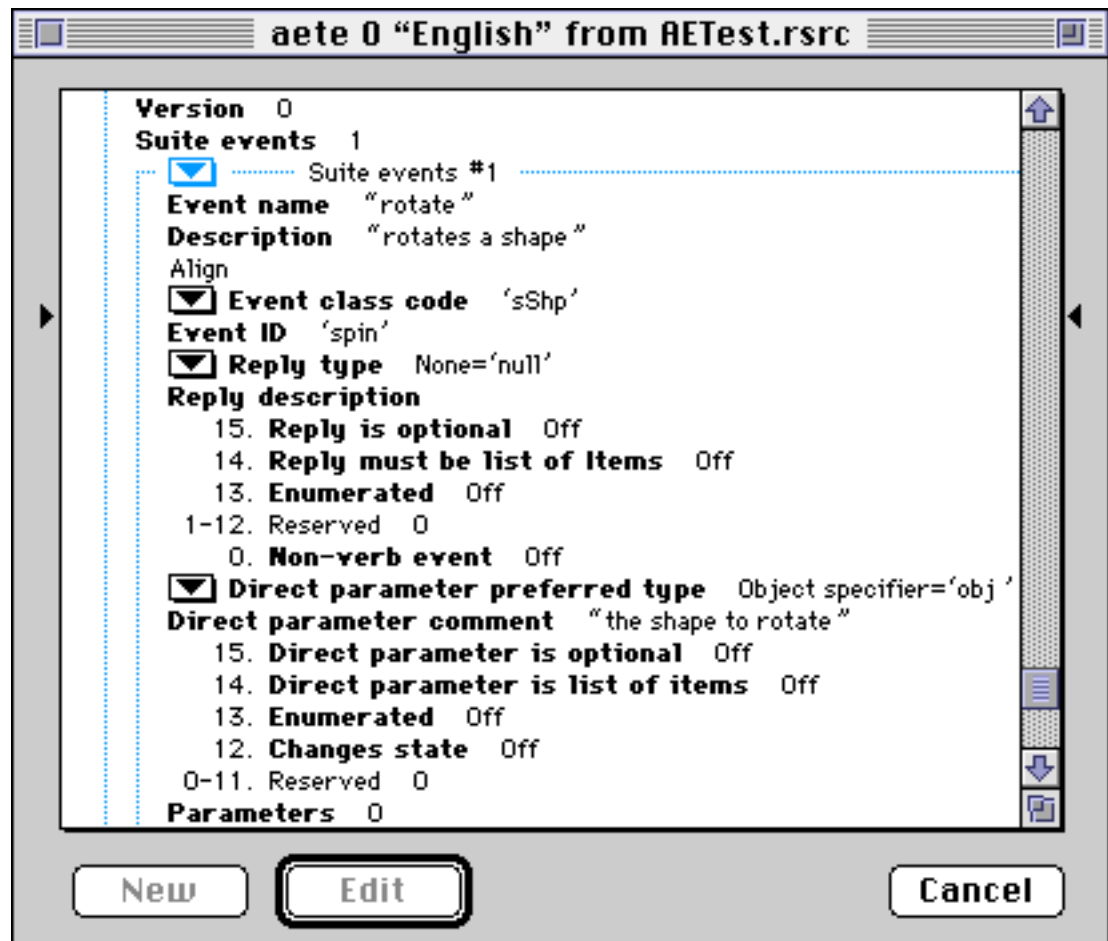 aete 0 “English” from AETest.rsrc
Version 0
Suite events 1
Suite events #1
Event name “rotate”
Description “rotates a shape”
Align
Event class code ‘sShp’
Event ID ‘spin’
Reply type None=‘null’
Reply description
15. Reply is optional Off
14. Reply must be list of Items Off
13. Enumerated Off
1-12. Reserved 0
0. Non-verb event Off
Direct parameter preferred type Object specifier=‘obj ’
Direct parameter comment “the shape to rotate”
15. Direct parameter is optional Off
14. Direct parameter is list of items Off
13. Enumerated Off
12. Changes state Off
0-11. Reserved 0
Parameters 0
New Edit Cancel